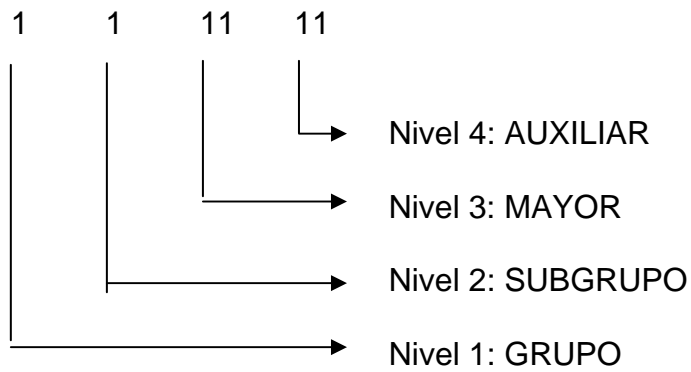 1 1 11 11
Nivel 4: AUXILIAR
Nivel 3: MAYOR
Nivel 2: SUBGRUPO
Nivel 1: GRUPO